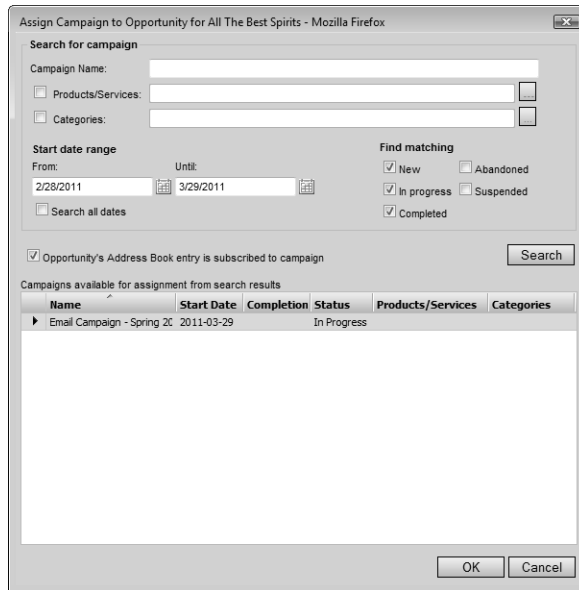 Assign Campaign to Opportunity for All The Best Spirits - Mozilla Firefox
Search for campaign
Campaign Name:
Products/Services:
...
Categories:
...
Start date range
Find matching
From:
Until:
New
Abandoned
2/28/2011
3/29/2011
In progress
Suspended
Search all dates
Completed
Opportunity's Address Book entry is subscribed to campaign
Search
Campaigns available for assignment from search results
Name Start Date Completion Status Products/Services Categories
Email Campaign - Spring 20 2011-03-29 In Progress
OK Cancel